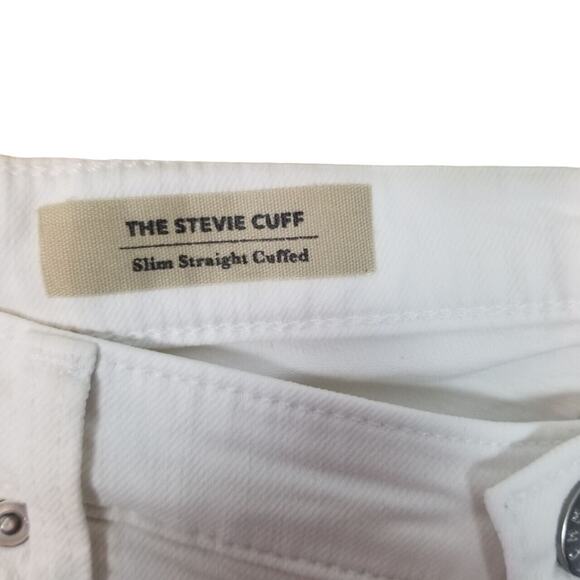 THE STEVIE CUFF
Slim Straight Cuffed